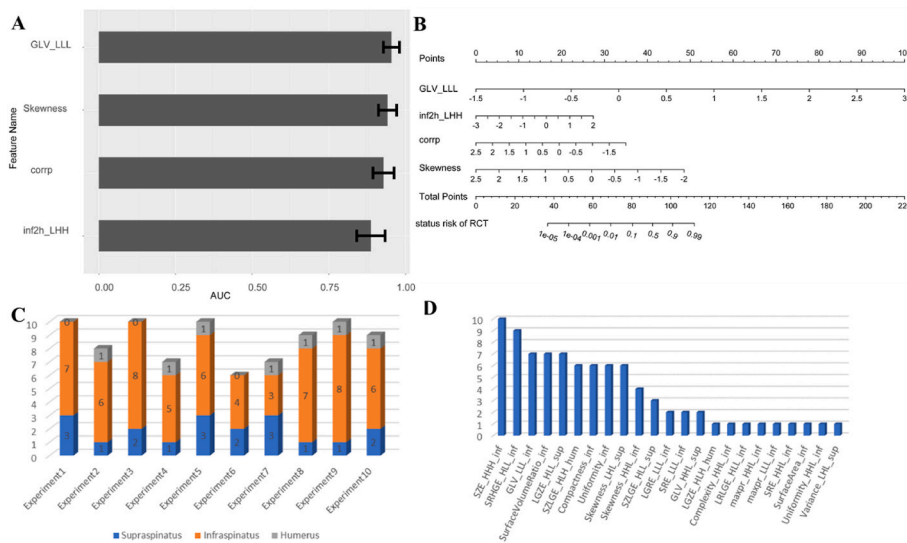 A
GLV_LLL
Skewness
corrp
inf2h_LHH
Feature Name
0.00 0.25 0.50 0.75 1.00
AUC
B
Points
0 10 20 30 40 50 60 70 80 90 100
GLV_LLL
-1.5 -1 -0.5 0 0.5 1 1.5 2 2.5 3
inf2h_LHH
-3 -2 -1 0 1 2
corrp
2.5 2 1.5 1 0.5 0 -0.5 -1.5
Skewness
2.5 2 1.5 1 0.5 0 -0.5 -1 -1.5 -2
Total Points
0 20 40 60 80 100 120 140 160 180 200 220
status risk of RCT
1e-05 1e-04 0.001 0.01 0.1 0.5 0.9 0.99
C
10
9
8
7
6
5
4
3
2
1
0
0 1 0 1 1 0 1 1 1 1
7 6 8 5 6 4 3 7 8 6
3 1 2 1 3 2 3 1 1 2
Experiment1 Experiment2 Experiment3 Experiment4 Experiment5 Experiment6 Experiment7 Experiment8 Experiment9 Experiment10
Supraspinatus Infraspinatus Humerus
D
10
9
8
7
6
5
4
3
2
1
0
SZE_HHH_inf
SRHGE_HLL_inf
GLV_LLL_inf
SurfaceVolumeRatio_inf
LGZE_HLL_sup
SZLGE_HLH_hum
Compactness_inf
Uniformity_inf
Skewness_LHL_sup
Skewness_HHL_inf
SZLGE_HLL_sup
LGRE_LLL_inf
SRE_LLL_inf
GLV_HHL_sup
LGZE_HLH_hum
Complexity_HHL_inf
LRLGE_HLL_inf
maxpr_HHL_inf
maxpr_LLL_inf
SRE_HHL_inf
SurfaceArea_inf
Uniformity_HHL_inf
Variance_LHL_sup